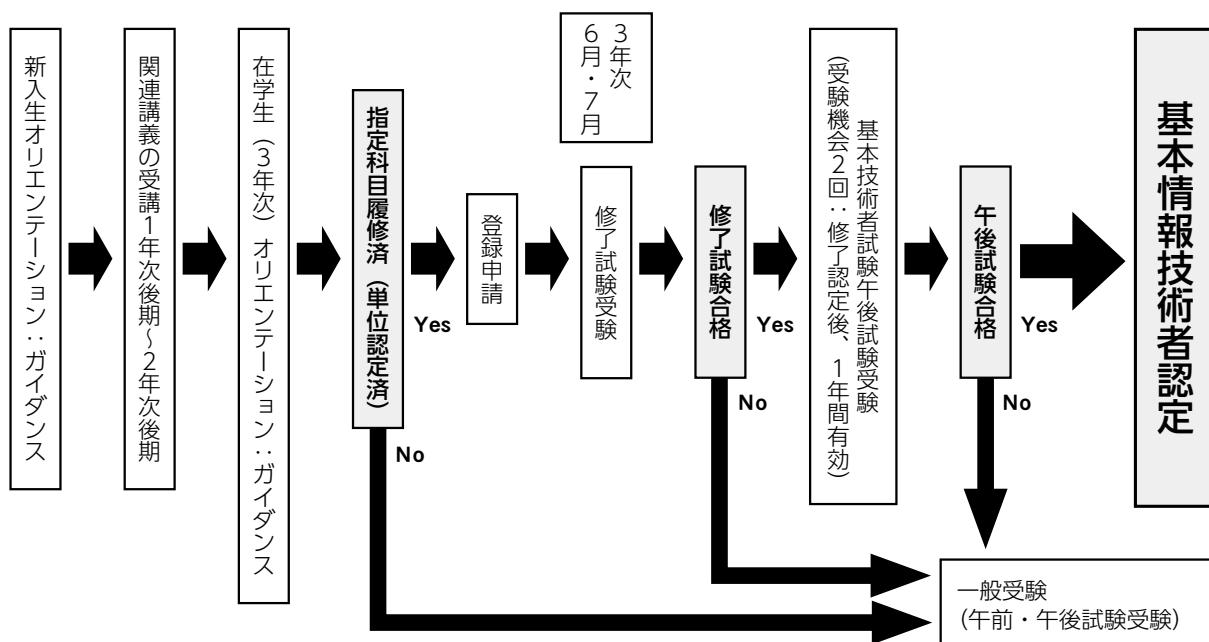 新入生オリエンテーション：ガイダンス
関連講義の受講１年次後期～２年次後期
在学生（３年次）オリエンテーション：ガイダンス
指定科目履修済（単位認定済）
Yes
No
登録申請
３年次
６月・７月
修了試験受験
修了試験合格
Yes
No
基本技術者試験午後試験受験
（受験機会２回：修了認定後、１年間有効）
午後試験合格
Yes
No
基本情報技術者認定
一般受験
（午前・午後試験受験）